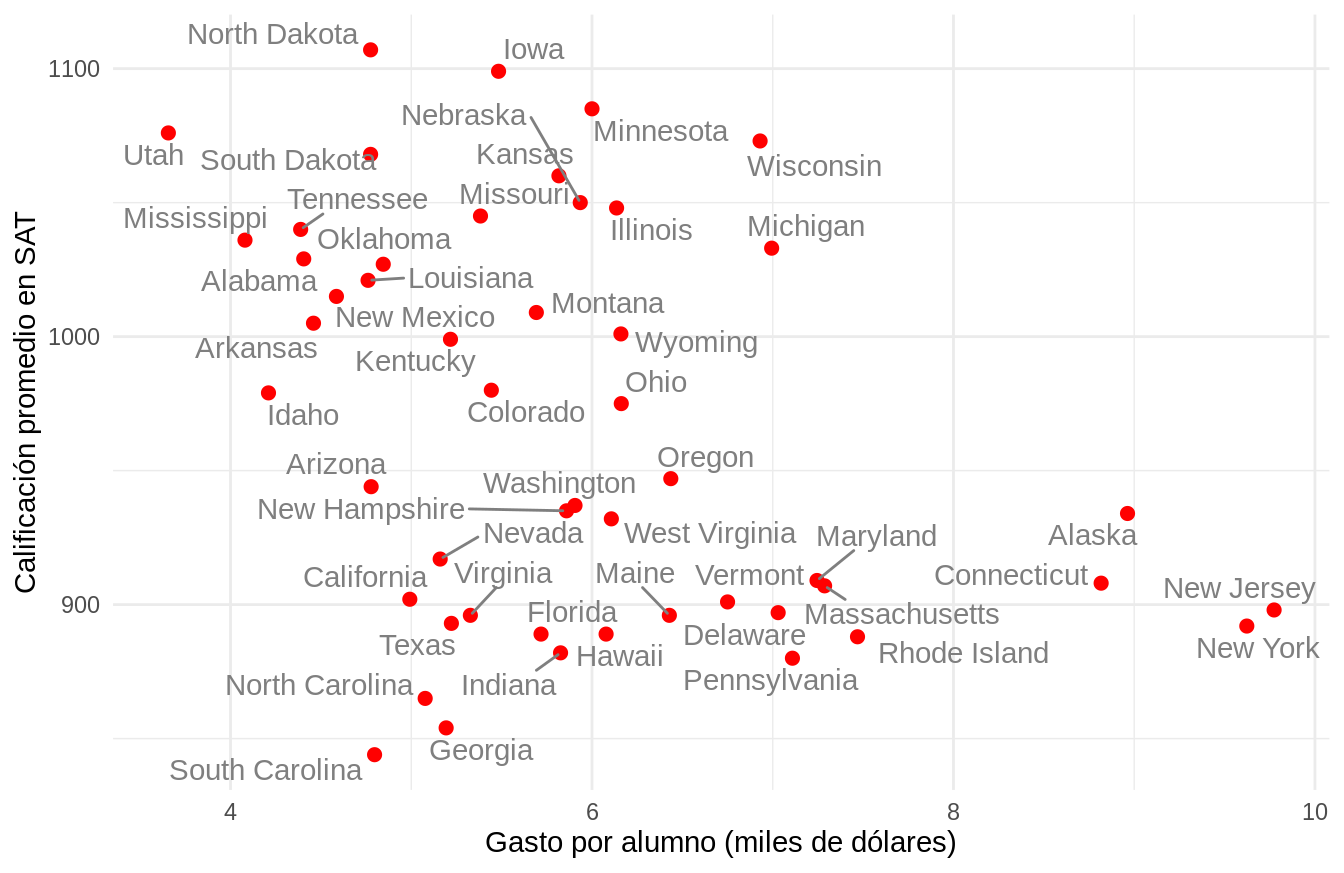 North Dakota
Iowa
1100
Nebraska
Minnesota
Utah
South Dakota
Kansas
Wisconsin
Tennessee
Missouri
Mississippi
Oklahoma
Illinois
Michigan
Alabama
Louisiana
New Mexico
Montana
1000
Arkansas
Kentucky
Wyoming
Ohio
Idaho
Colorado
Calificación promedio en SAT
Arizona
Washington
Oregon
New Hampshire
Nevada
West Virginia
Maryland
Alaska
California
Virginia
Maine
Vermont
Connecticut
New Jersey
900
Florida
Massachusetts
Texas
Delaware
Hawaii
Rhode Island
New York
North Carolina
Indiana
Pennsylvania
Georgia
South Carolina
4 6 8 10
Gasto por alumno (miles de dólares)